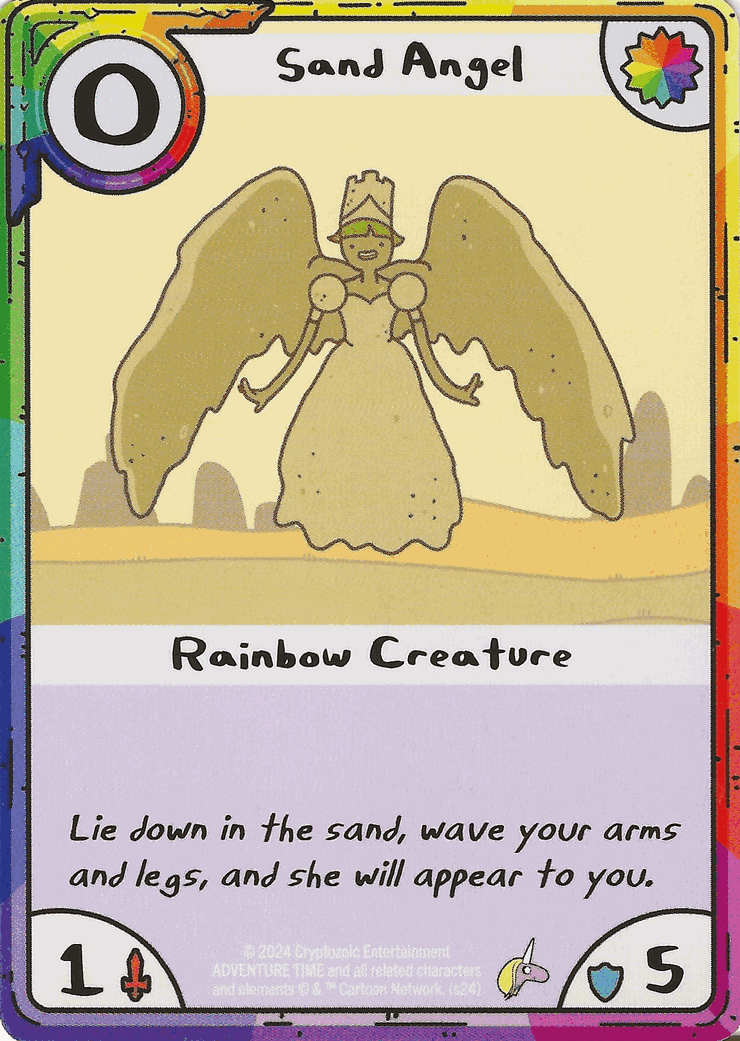 0
Sand Angel
Rainbow Creature
Lie down in the sand, wave your arms
and legs, and she will appear to you.
1
© 2024 Cryptozoic Entertainment
ADVENTURE TIME and all related characters
and elements © & ™ Cartoon Network. (s24)
5